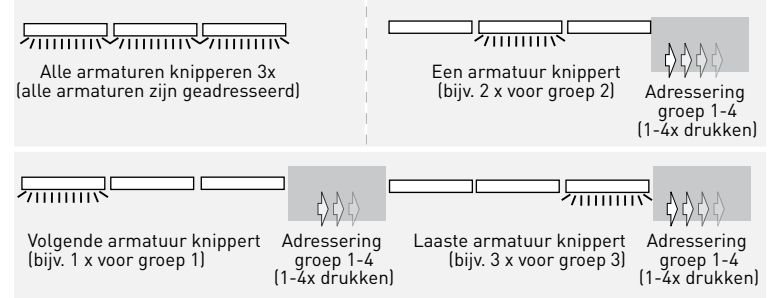 Alle armaturen knipperen 3x
(alle armaturen zijn geadresseerd)
Een armatuur knippert
(bijv. 2 x voor groep 2)
Adressering
groep 1-4
(1-4x drukken)
Volgende armatuur knippert
(bijv. 1 x voor groep 1)
Adressering
groep 1-4
(1-4x drukken)
Laaste armatuur knippert
(bijv. 3 x voor groep 3)
Adressering
groep 1-4
(1-4x drukken)